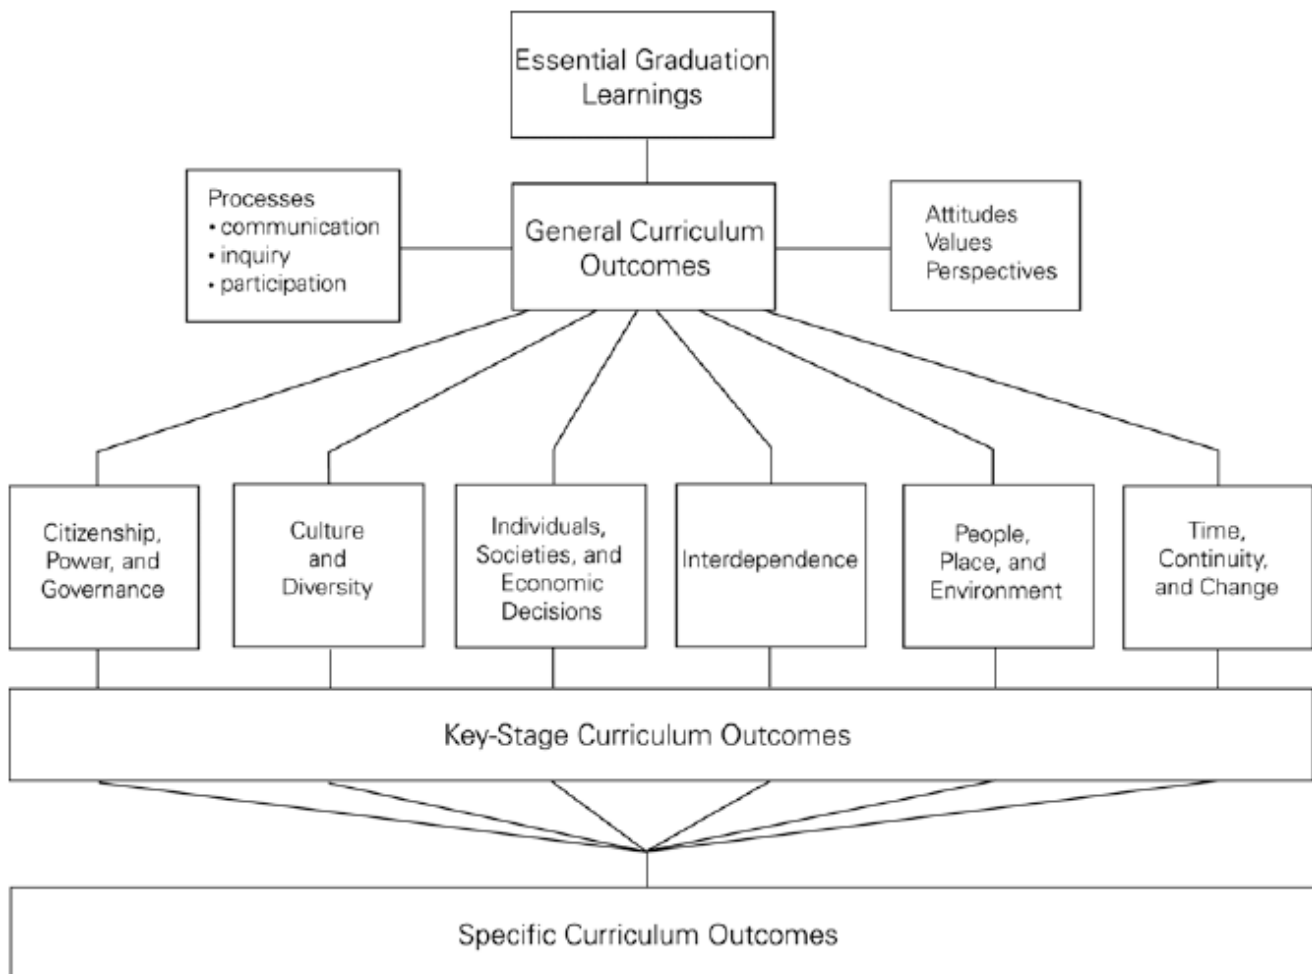 Essential Graduation
Learnings
Processes
• communication
• inquiry
• participation
General Curriculum
Outcomes
Attitudes
Values
Perspectives
Citizenship,
Power, and
Governance
Culture
and
Diversity
Individuals,
Societies, and
Economic
Decisions
Interdependence
People,
Place, and
Environment
Time,
Continuity,
and Change
Key-Stage Curriculum Outcomes
Specific Curriculum Outcomes